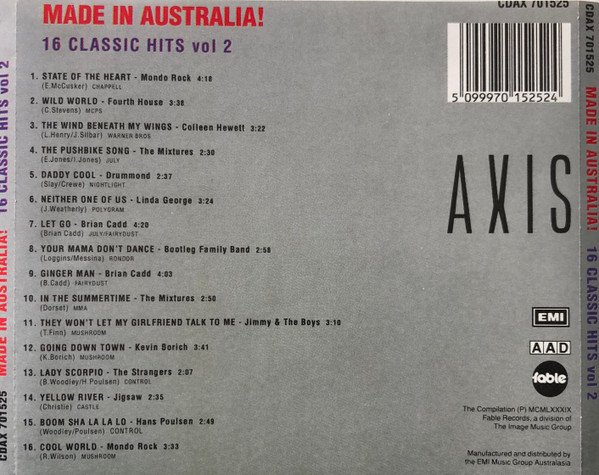 CDAX 701525
MADE IN AUSTRALIA!
16 CLASSIC HITS vol 2
1. STATE OF THE HEART - Mondo Rock 4:18
(E.McCusker) CHAPPELL
2. WILD WORLD - Fourth House 3:38
(C.Stevens) MCPS
3. THE WIND BENEATH MY WINGS - Colleen Hewett 3:22
(L.Henry/J.Silbar) WARNER BROS
4. THE PUSHBIKE SONG - The Mixtures 2:30
(E.Jones/I.Jones) JULY
5. DADDY COOL - Drummond 2:37
(Slay/Crewe) NIGHTLIGHT
6. NEITHER ONE OF US - Linda George 3:24
(J.Weatherly) POLYGRAM
7. LET GO - Brian Cadd 4:20
(Brian Cadd) JULY/FAIRYDUST
8. YOUR MAMA DON'T DANCE - Bootleg Family Band 2:58
(Loggins/Messina) RONDOR
9. GINGER MAN - Brian Cadd 4:03
(B.Cadd) FAIRYDUST
10. IN THE SUMMERTIME - The Mixtures 2:50
(Dorset) MMA
11. THEY WON'T LET MY GIRLFRIEND TALK TO ME - Jimmy & The Boys 3:10
(T.Finn) MUSHROOM
12. GOING DOWN TOWN - Kevin Borich 3:41
(K.Borich) MUSHROOM
13. LADY SCORPIO - The Strangers 2:07
(B.Woodley/H.Poulsen) CONTROL
14. YELLOW RIVER - Jigsaw 2:35
(Christie) CASTLE
15. BOOM SHA LA LA LO - Hans Poulsen 2:49
(Woodley/Poulsen) CONTROL
16. COOL WORLD - Mondo Rock 3:33
(R.Wilson) MUSHROOM
5 099970 152524
AXIS
EMI
AAD
fable
The Compilation (P) MCMLXXXIX
Fable Records, a division of
The Image Music Group
Manufactured and distributed by
the EMI Music Group Australasia
CDAX 701525 MADE IN AUSTRALIA! 16 CLASSIC HITS vol 2
CDAX 701525 MADE IN AUSTRALIA! 16 CLASSIC HITS vol 2